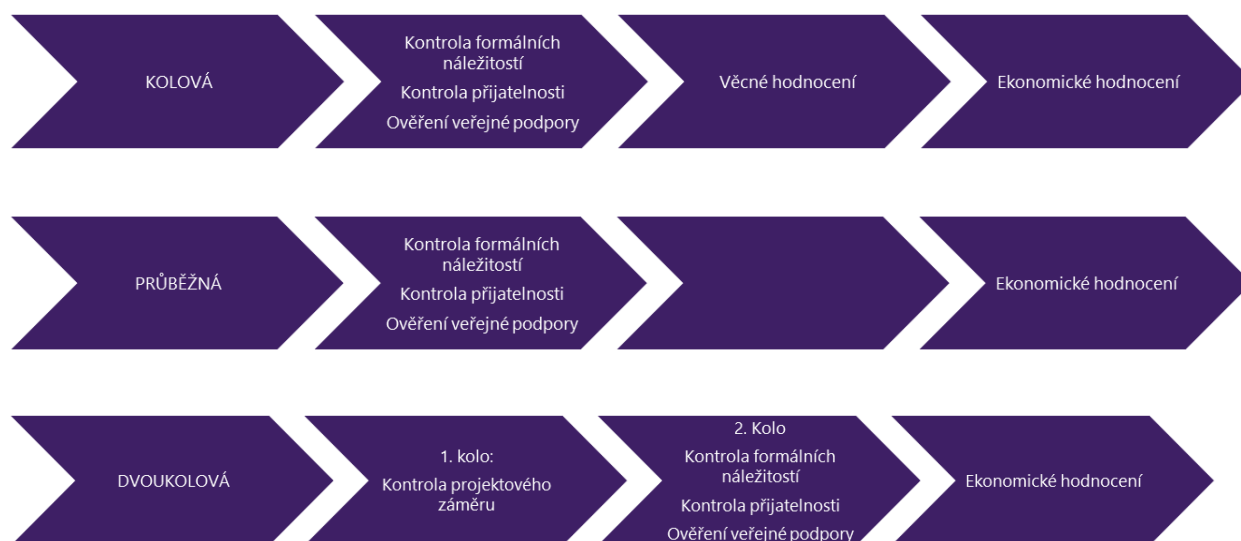 KOLOVÁ
Kontrola formálních
náležitostí
Kontrola přijatelnosti
Ověření veřejné podpory
Věcné hodnocení
Ekonomické hodnocení
PRŮBĚŽNÁ
Kontrola formálních
náležitostí
Kontrola přijatelnosti
Ověření veřejné podpory
Ekonomické hodnocení
DVOUKOLOVÁ
1. kolo:
Kontrola projektového
záměru
2. Kolo
Kontrola formálních
náležitostí
Kontrola přijatelnosti
Ověření veřejné podpory
Ekonomické hodnocení